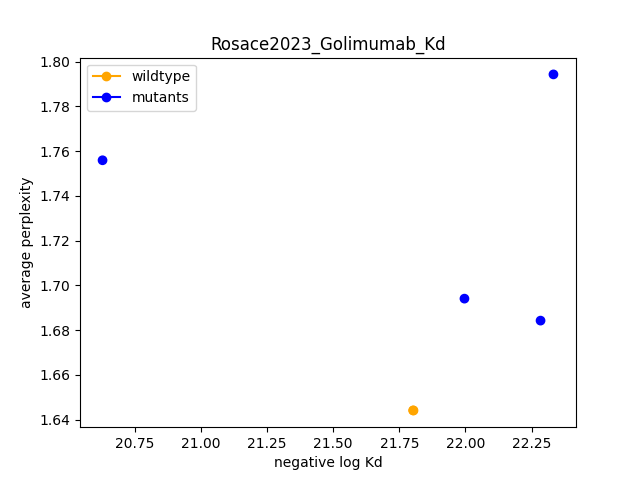 Rosace2023_Golimumab_Kd
wildtype
mutants
average perplexity
1.80
1.78
1.76
1.74
1.72
1.70
1.68
1.66
1.64
20.75 21.00 21.25 21.50 21.75 22.00 22.25
negative log Kd